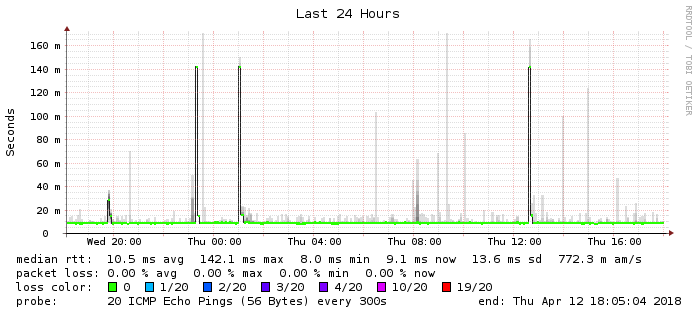 Last 24 Hours
RRDTOOL / TOBI OETIKER
Seconds
160 m
140 m
120 m
100 m
80 m
60 m
40 m
20 m
0
Wed 20:00 Thu 00:00 Thu 04:00 Thu 08:00 Thu 12:00 Thu 16:00
median rtt: 10.5 ms avg 142.1 ms max 8.0 ms min 9.1 ms now 13.6 ms sd 772.3 m am/s
packet loss: 0.00 % avg 0.00 % max 0.00 % min 0.00 % now
loss color: 0 1/20 2/20 3/20 4/20 10/20 19/20
probe: 20 ICMP Echo Pings (56 Bytes) every 300s end: Thu Apr 12 18:05:04 2018